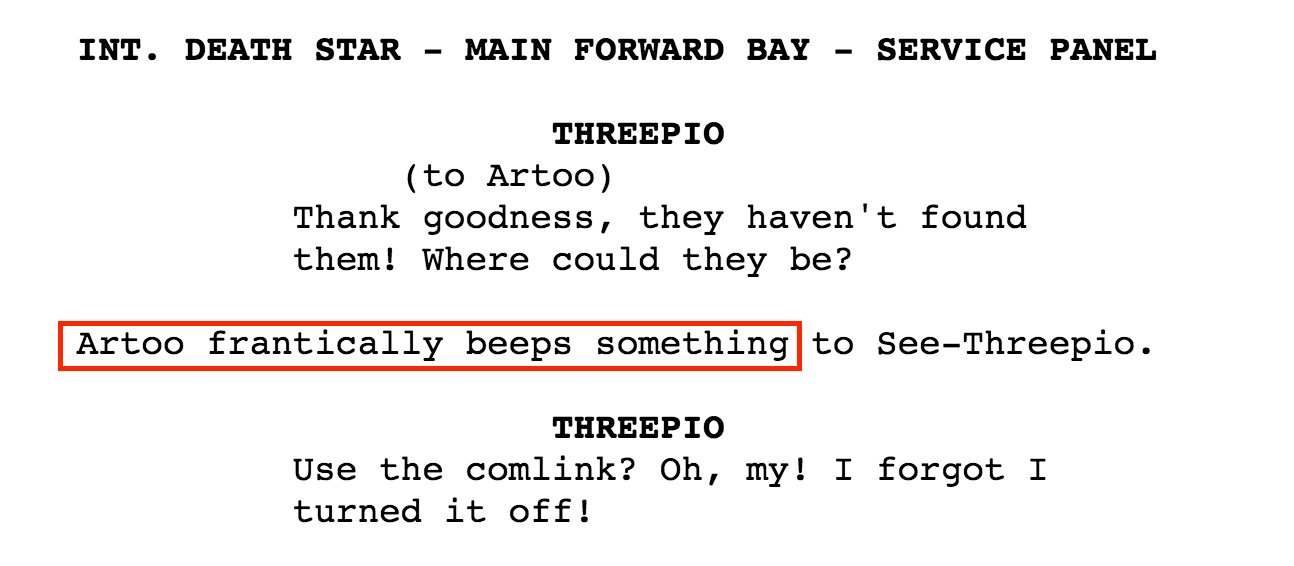 INT. DEATH STAR – MAIN FORWARD BAY – SERVICE PANEL
THREEPIO
(to Artoo)
Thank goodness, they haven't found
them! Where could they be?
Artoo frantically beeps something to See–Threepio.
THREEPIO
Use the comlink? Oh, my! I forgot I
turned it off!